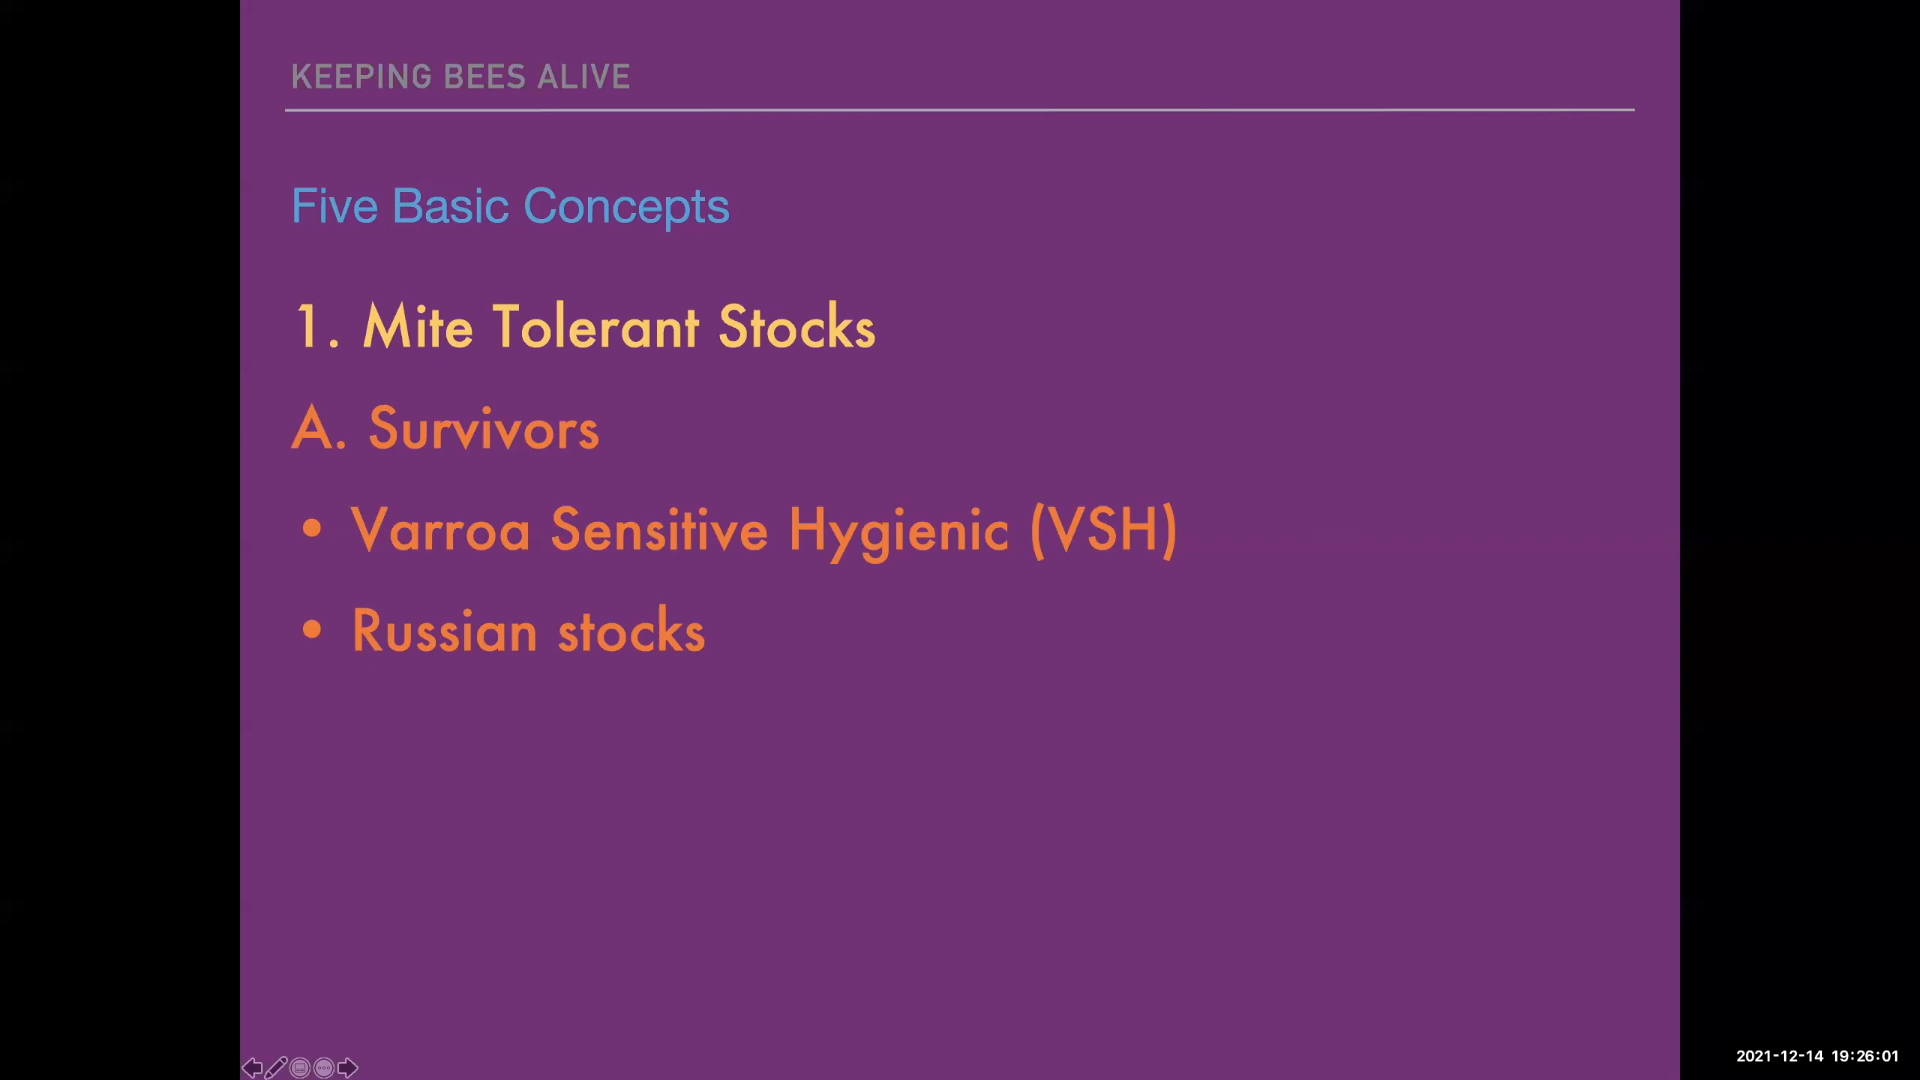 KEEPING BEES ALIVE
Five Basic Concepts
1. Mite Tolerant Stocks
A. Survivors
• Varroa Sensitive Hygienic (VSH)
• Russian stocks
2021-12-14 19:26:01